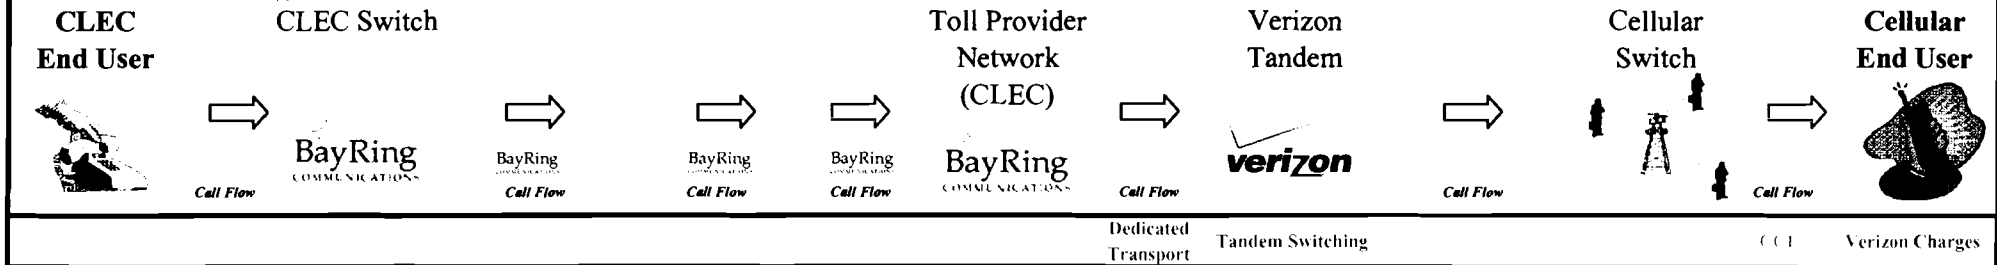 CLEC
End User
CLEC Switch
Toll Provider
Network
(CLEC)
Verizon
Tandem
Cellular
Switch
Cellular
End User
BayRing
COMMUNICATIONS
BayRing
BayRing
BayRing
BayRing
COMMUNICATIONS
verizon
Call Flow
Call Flow
Call Flow
Call Flow
Call Flow
Call Flow
Call Flow
Dedicated
Transport
Tandem Switching
Verizon Charges